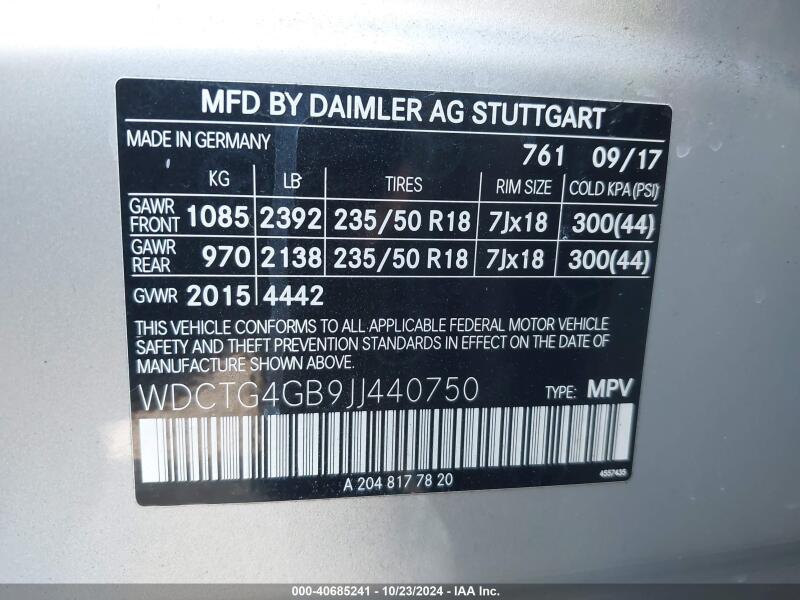 MFD BY DAIMLER AG STUTTGART
MADE IN GERMANY 761 09/17
KG LB TIRES RIM SIZE COLD KPA (PSI)
GAWR FRONT 1085 2392 235/50 R18 7Jx18 300(44)
GAWR REAR 970 2138 235/50 R18 7Jx18 300(44)
GVWR 2015 4442
THIS VEHICLE CONFORMS TO ALL APPLICABLE FEDERAL MOTOR VEHICLE
SAFETY AND THEFT PREVENTION STANDARDS IN EFFECT ON THE DATE OF
MANUFACTURE SHOWN ABOVE.
WDCTG4GB9JJ440750 TYPE: MPV
A 204 817 78 20 4557435
000-40685241 - 10/23/2024 - IAA Inc.